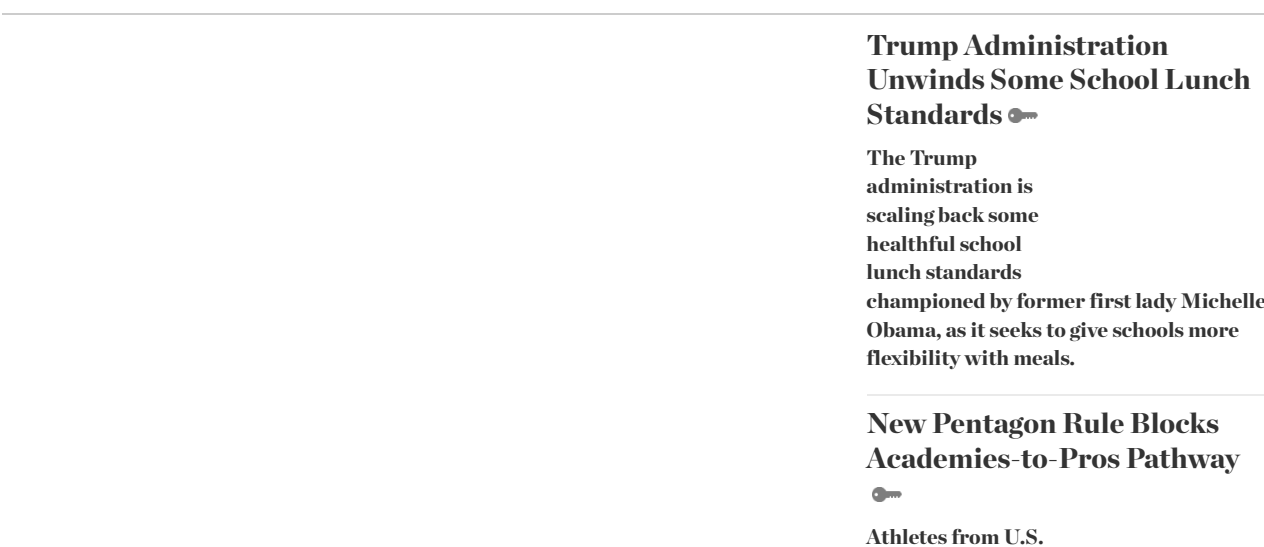 Trump Administration
Unwinds Some School Lunch
Standards
The Trump
administration is
scaling back some
healthful school
lunch standards
championed by former first lady Michelle
Obama, as it seeks to give schools more
flexibility with meals.
New Pentagon Rule Blocks
Academies-to-Pros Pathway
Athletes from U.S.